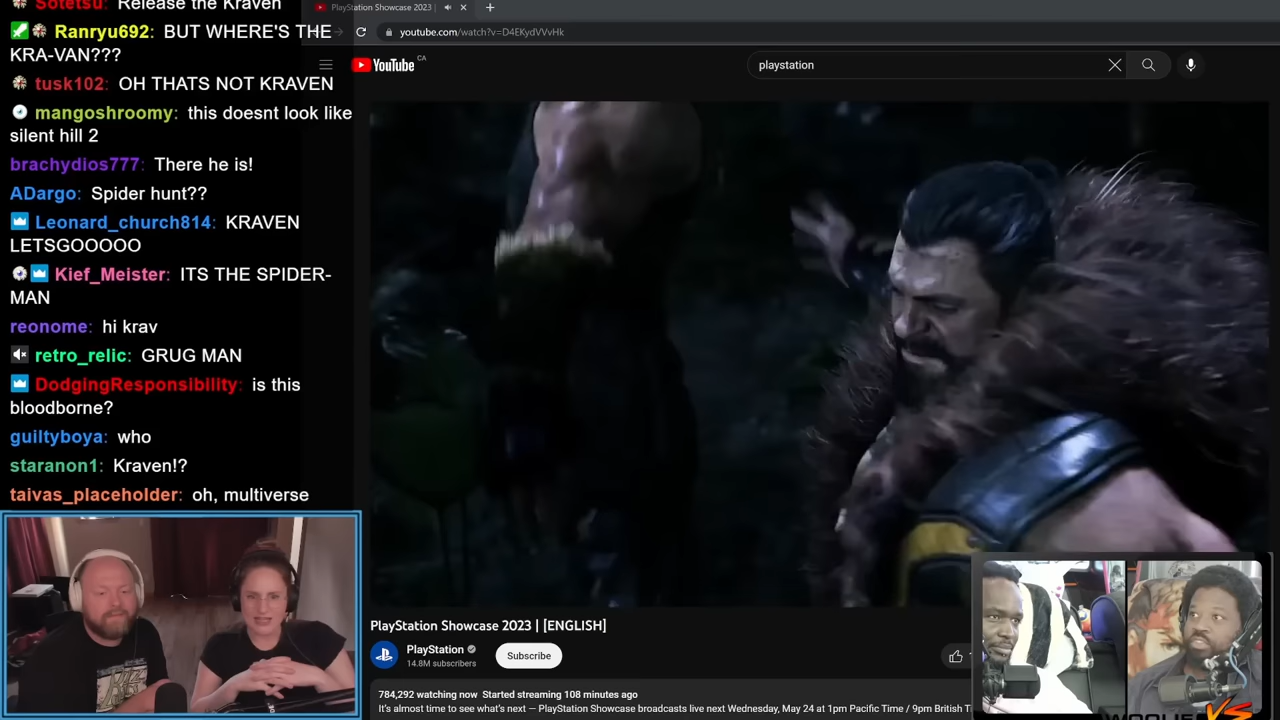 Sotetsu: Release the Kraven
Ranryu692: BUT WHERE'S THE
KRA-VAN???
tusk102: OH THATS NOT KRAVEN
mangoshroomy: this doesnt look like
silent hill 2
brachydios777: There he is!
ADargo: Spider hunt??
Leonard_church814: KRAVEN
LETSGOOOOO
Kief_Meister: ITS THE SPIDER-
MAN
reonome: hi krav
retro_relic: GRUG MAN
DodgingResponsibility: is this
bloodborne?
guiltyboya: who
staranon1: Kraven!?
taivas_placeholder: oh, multiverse
PlayStation Showcase 2023 |
youtube.com/watch?v=D4EKydVVvHk
YouTube CA
playstation
PlayStation Showcase 2023 | [ENGLISH]
PlayStation
14.8M subscribers
Subscribe
784,292 watching now Started streaming 108 minutes ago
It's almost time to see what's next — PlayStation Showcase broadcasts live next Wednesday, May 24 at 1pm Pacific Time / 9pm British T
VS